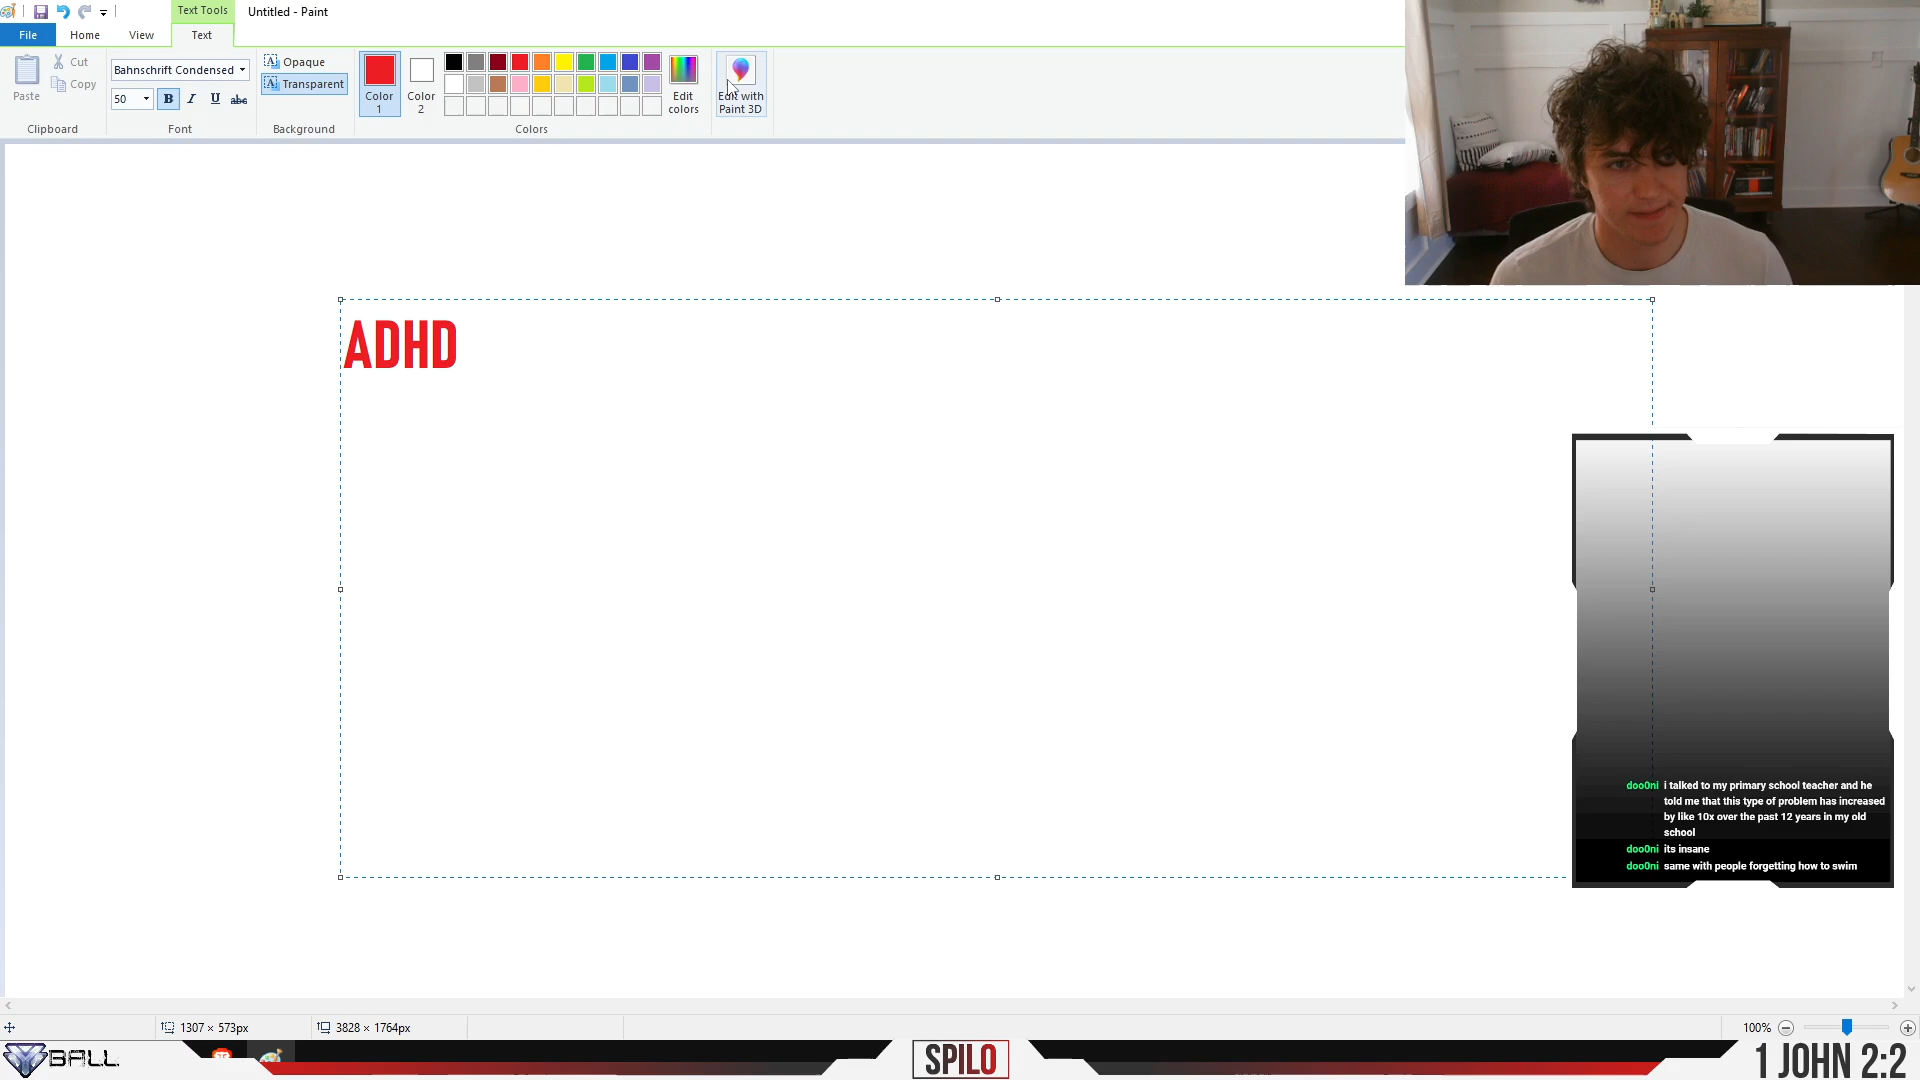 Text Tools
Untitled - Paint
File
Home
View
Text
Paste
Cut
Copy
Clipboard
Bahnschrift Condensed
50
B
I
U
abc
Font
A Opaque
A Transparent
Background
Color
1
Color
2
Edit
colors
Colors
Edit with
Paint 3D
ADHD
doo0ni i talked to my primary school teacher and he
told me that this type of problem has increased
by like 10x over the past 12 years in my old
school
doo0ni its insane
doo0ni same with people forgetting how to swim
1307 × 573px
3828 × 1764px
100%
BALL
SPILO
1 JOHN 2:2